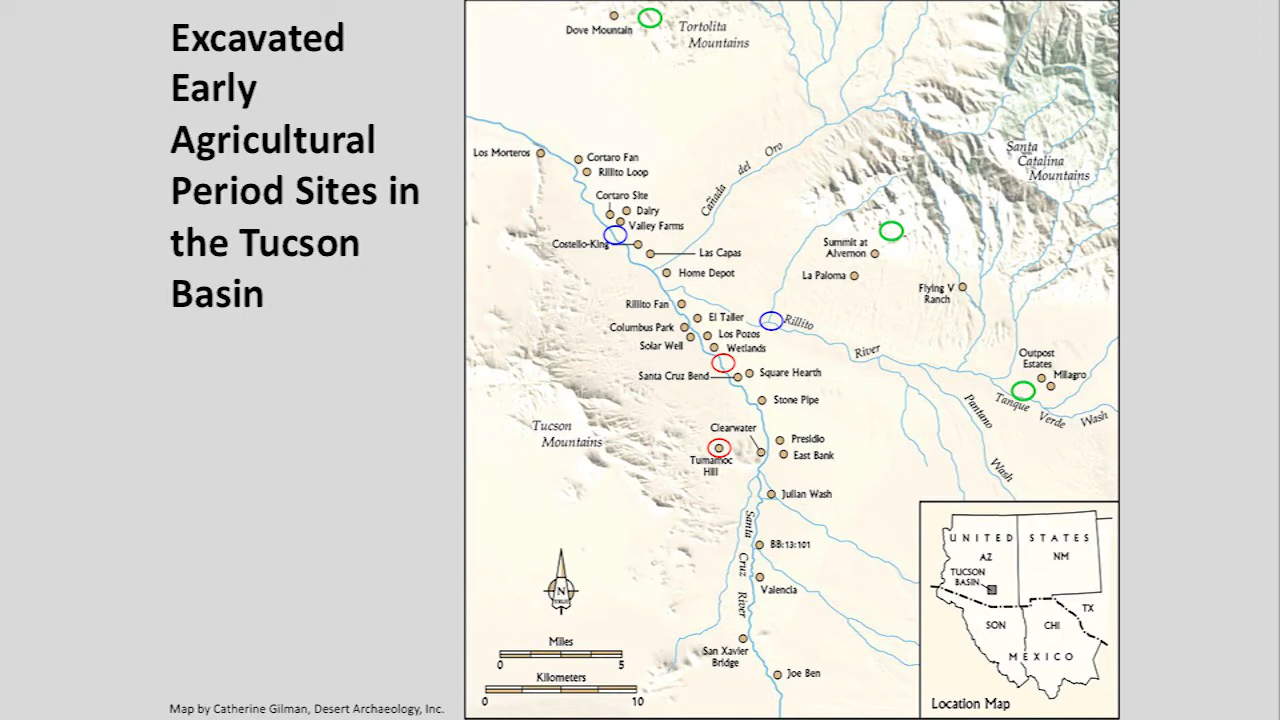 Excavated
Early
Agricultural
Period Sites in
the Tucson
Basin
Dove Mountain
Tortolita
Mountains
Los Morteros
Cortaro Fan
Rillito Loop
Cortaro Site
Dairy
Valley Farms
Costello-King
Las Capas
Home Depot
Cañada del Oro
Santa
Catalina
Mountains
Summit at
Alvernon
La Paloma
Flying V
Ranch
Rillito Fan
El Taller
Columbus Park
Los Pozos
Solar Well
Wetlands
Rillito
River
Santa Cruz Bend
Square Hearth
Outpost
Estates
Milagro
Tanque Verde Wash
Pantano
Wash
Stone Pipe
Tucson
Mountains
Clearwater
Presidio
East Bank
Tumamoc
Hill
Julian Wash
Santa Cruz River
BB:13:101
Valencia
San Xavier
Bridge
Joe Ben
N
Miles
0 5
Kilometers
0 10
UNITED STATES
AZ
NM
TUCSON
BASIN
TX
SON
CHI
MEXICO
Location Map
Map by Catherine Gilman, Desert Archaeology, Inc.